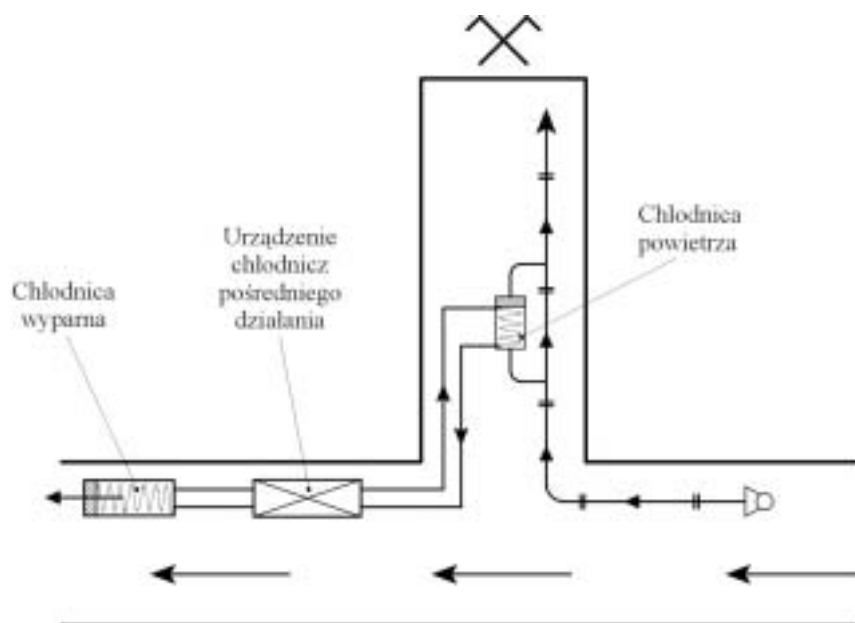 Chłodnica
powietrza
Urządzenie
chłodnicz
pośredniego
działania
Chłodnica
wyparna